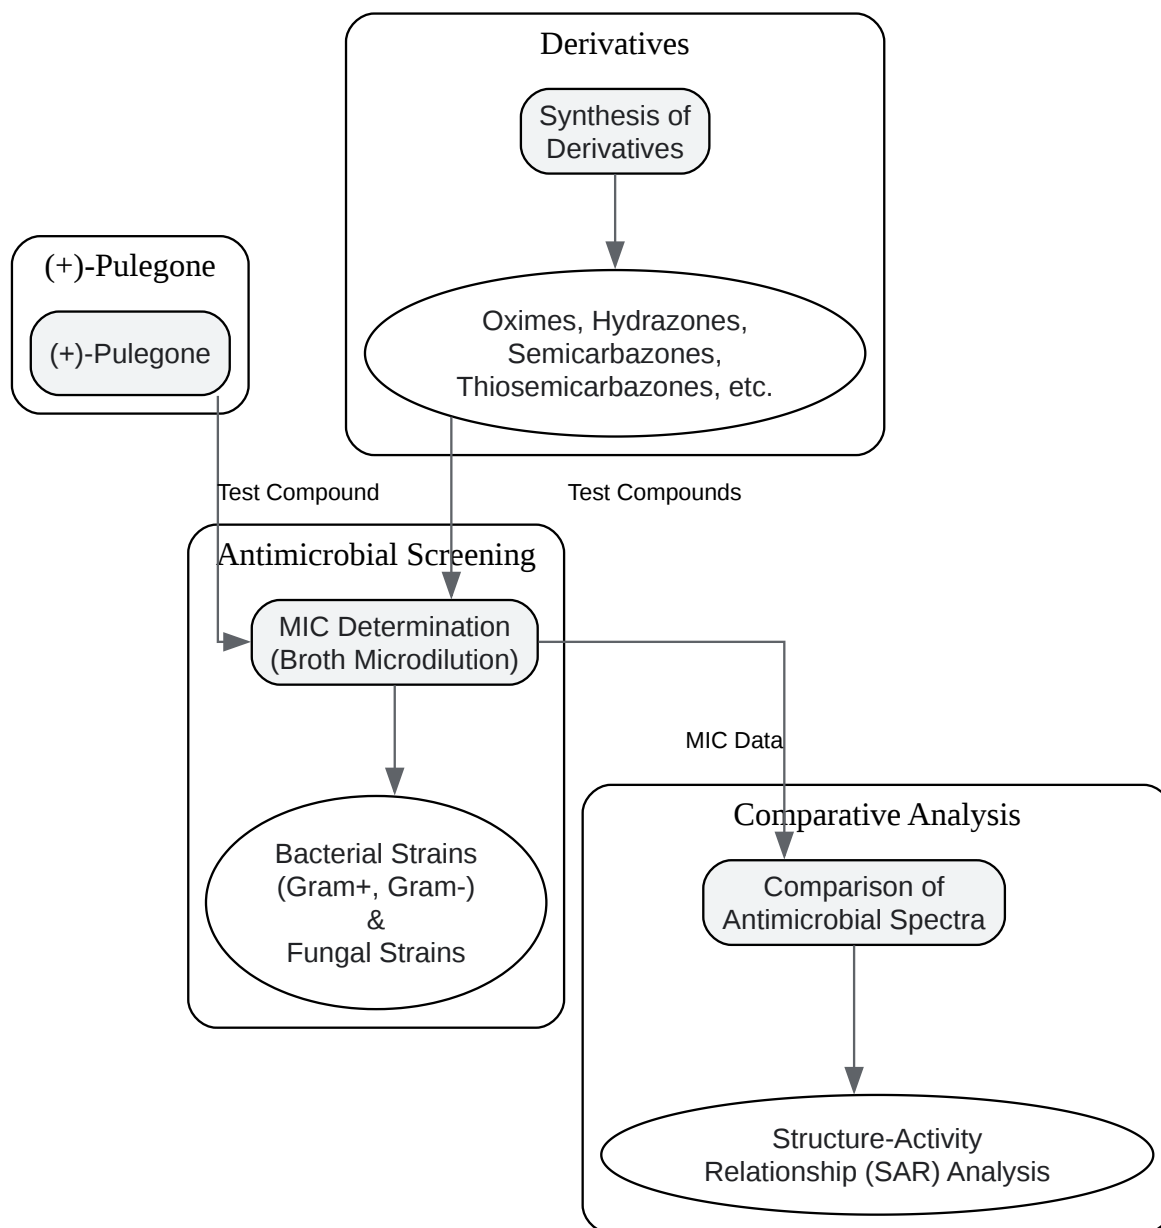 Derivatives
Synthesis of
Derivatives
(+)-Pulegone
(+)-Pulegone
Oximes, Hydrazones,
Semicarbazones,
Thiosemicarbazones, etc.
Test Compound
Test Compounds
Antimicrobial Screening
MIC Determination
(Broth Microdilution)
MIC Data
Bacterial Strains
(Gram+, Gram-)
&
Fungal Strains
Comparative Analysis
Comparison of
Antimicrobial Spectra
Structure-Activity
Relationship (SAR) Analysis